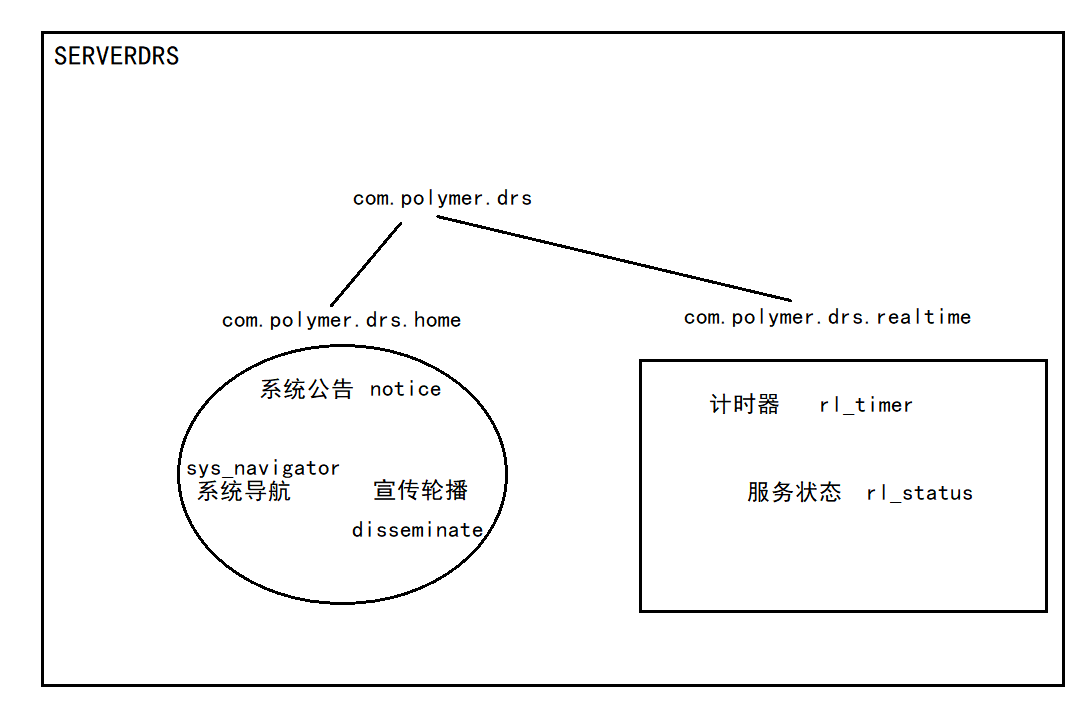 SERVERDRS
com.polymer.drs
com.polymer.drs.home
com.polymer.drs.realtime
系统公告 notice
sys_navigator
系统导航
宣传轮播
disseminate
计时器 rl_timer
服务状态 rl_status